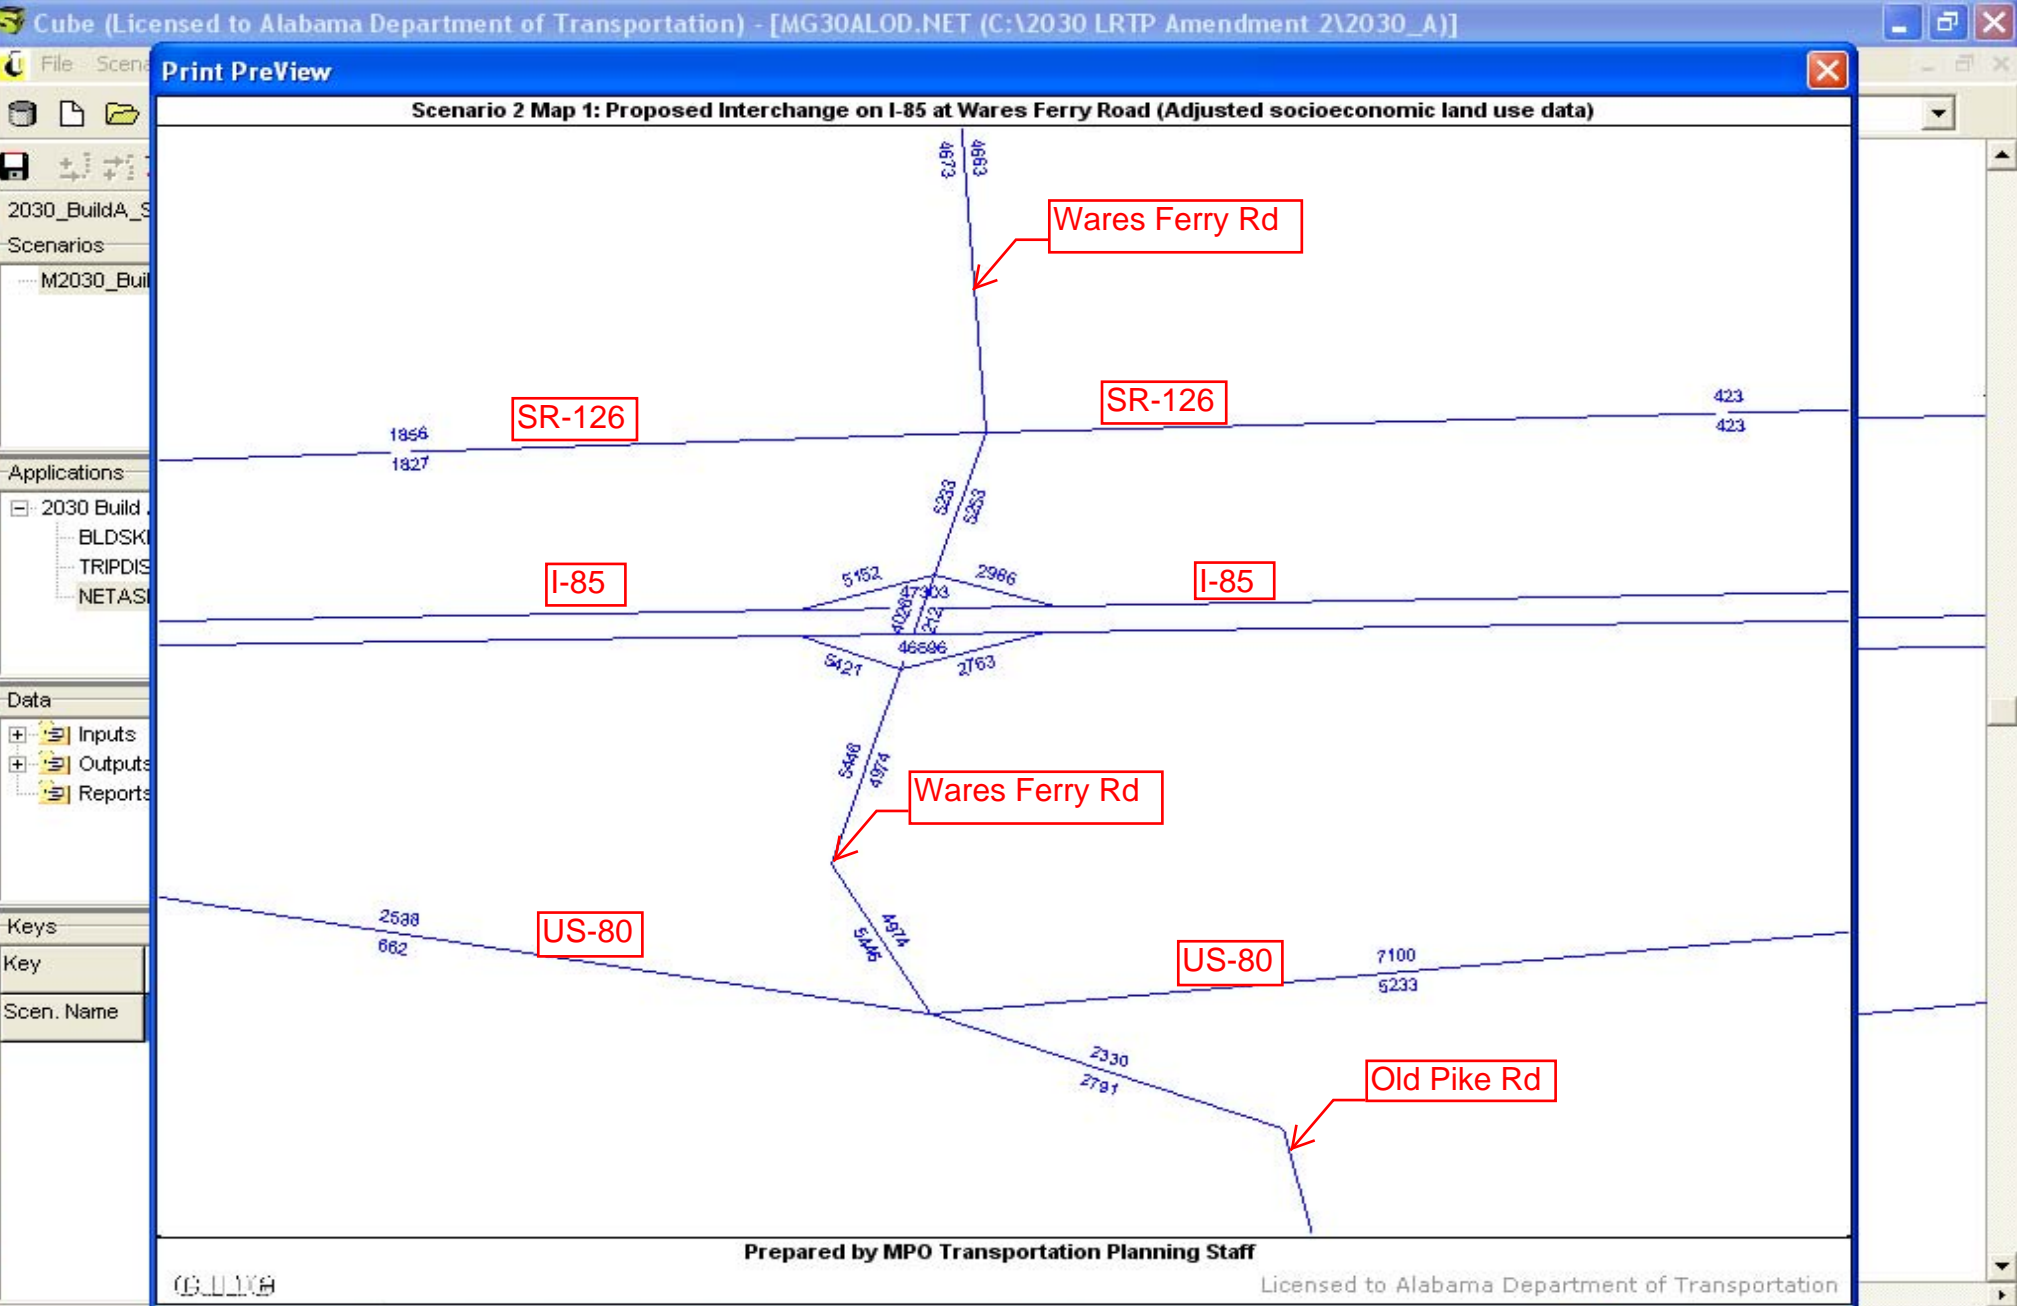 Cube (Licensed to Alabama Department of Transportation) - [MG30ALOD.NET (C:\2030 LRTP Amendment 2\2030_A)]
File Scena
Print PreView
Scenario 2 Map 1: Proposed Interchange on I-85 at Wares Ferry Road (Adjusted socioeconomic land use data)
4673
4663
2030_BuildA_S
Wares Ferry Rd
Scenarios
M2030_Buil
SR-126
SR-126
423
423
1856
1827
Applications
2030 Build
BLDSKI
TRIPDIS
NETASI
5233
5253
I-85
I-85
5152
2986
47303
4026
212
46696
5421
2763
Data
Inputs
Outputs
Reports
5446
4974
Wares Ferry Rd
Keys
Key
Scen. Name
2538
662
US-80
4974
5446
US-80
7100
5233
2330
2791
Old Pike Rd
Prepared by MPO Transportation Planning Staff
Licensed to Alabama Department of Transportation